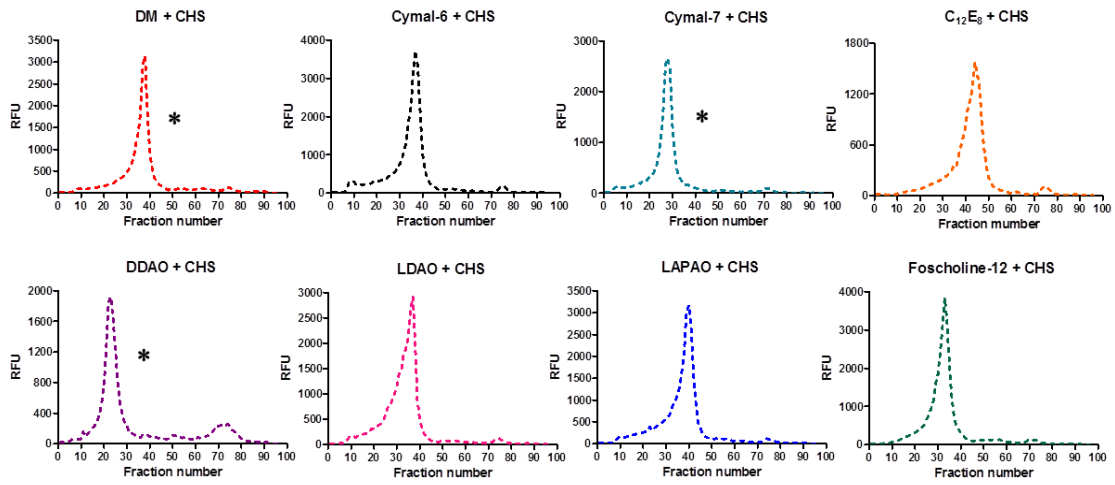 DM + CHS
RFU
3500
3000
2500
2000
1500
1000
500
0
*
0 10 20 30 40 50 60 70 80 90 100
Fraction number
Cymal-6 + CHS
RFU
4000
3000
2000
1000
0
0 10 20 30 40 50 60 70 80 90 100
Fraction number
Cymal-7 + CHS
RFU
3000
2000
1000
0
*
0 10 20 30 40 50 60 70 80 90 100
Fraction number
C₁₂E₈ + CHS
RFU
1800
1200
600
0
0 10 20 30 40 50 60 70 80 90 100
Fraction mumber
DDAO + CHS
RFU
2000
1600
1200
800
400
0
*
0 10 20 30 40 50 60 70 80 90 100
Fraction number
LDAO + CHS
RFU
3000
2500
2000
1500
1000
500
0
0 10 20 30 40 50 60 70 80 90 100
Fraction number
LAPAO + CHS
RFU
3500
3000
2500
2000
1500
1000
500
0
0 10 20 30 40 50 60 70 80 90 100
Fraction number
Foscholine-12 + CHS
RFU
4000
3000
2000
1000
0
0 10 20 30 40 50 60 70 80 90 100
Fraction number